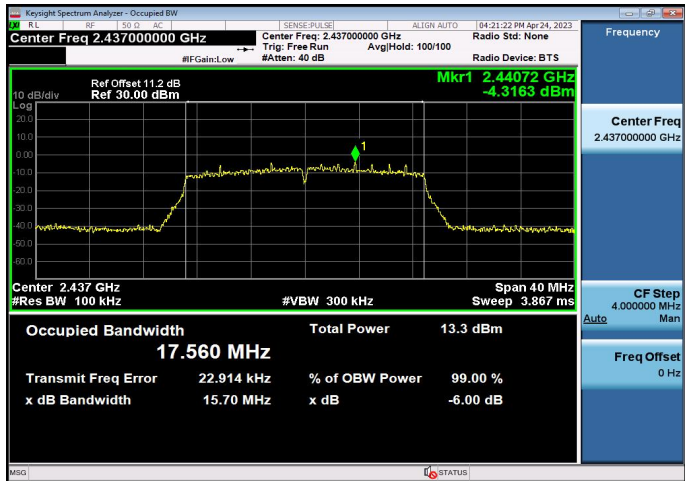 Keysight Spectrum Analyzer - Occupied BW
LXI RL RF 50 Ω AC SENSE:PULSE ALIGN AUTO 04:21:22 PM Apr 24, 2023
Center Freq 2.437000000 GHz
Center Freq: 2.437000000 GHz
Radio Std: None
Trig: Free Run Avg|Hold: 100/100
#IFGain:Low #Atten: 40 dB Radio Device: BTS
Frequency
Ref Offset 11.2 dB
Mkr1 2.44072 GHz
10 dB/div Ref 30.00 dBm -4.3163 dBm
Log
20.0
10.0
0.00
-10.0
-20.0
-30.0
-40.0
-50.0
-60.0
1
Center 2.437 GHz Span 40 MHz
#Res BW 100 kHz #VBW 300 kHz Sweep 3.867 ms
Occupied Bandwidth Total Power 13.3 dBm
17.560 MHz
Transmit Freq Error 22.914 kHz % of OBW Power 99.00 %
x dB Bandwidth 15.70 MHz x dB -6.00 dB
Center Freq
2.437000000 GHz
CF Step
4.000000 MHz
Auto Man
Freq Offset
0 Hz
MSG STATUS